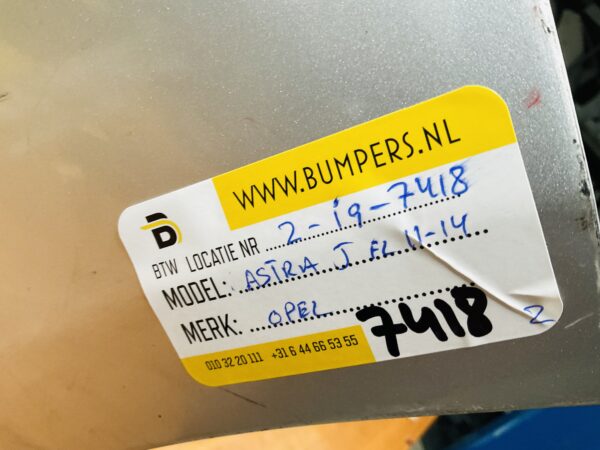 WWW.BUMPERS.NL
B
BTW LOCATIE NR 2-i9-7418
MODEL: ASTRA J FL 11-14
MERK: OPEL
7418
2
010 32 20 111 +31 6 44 66 53 55